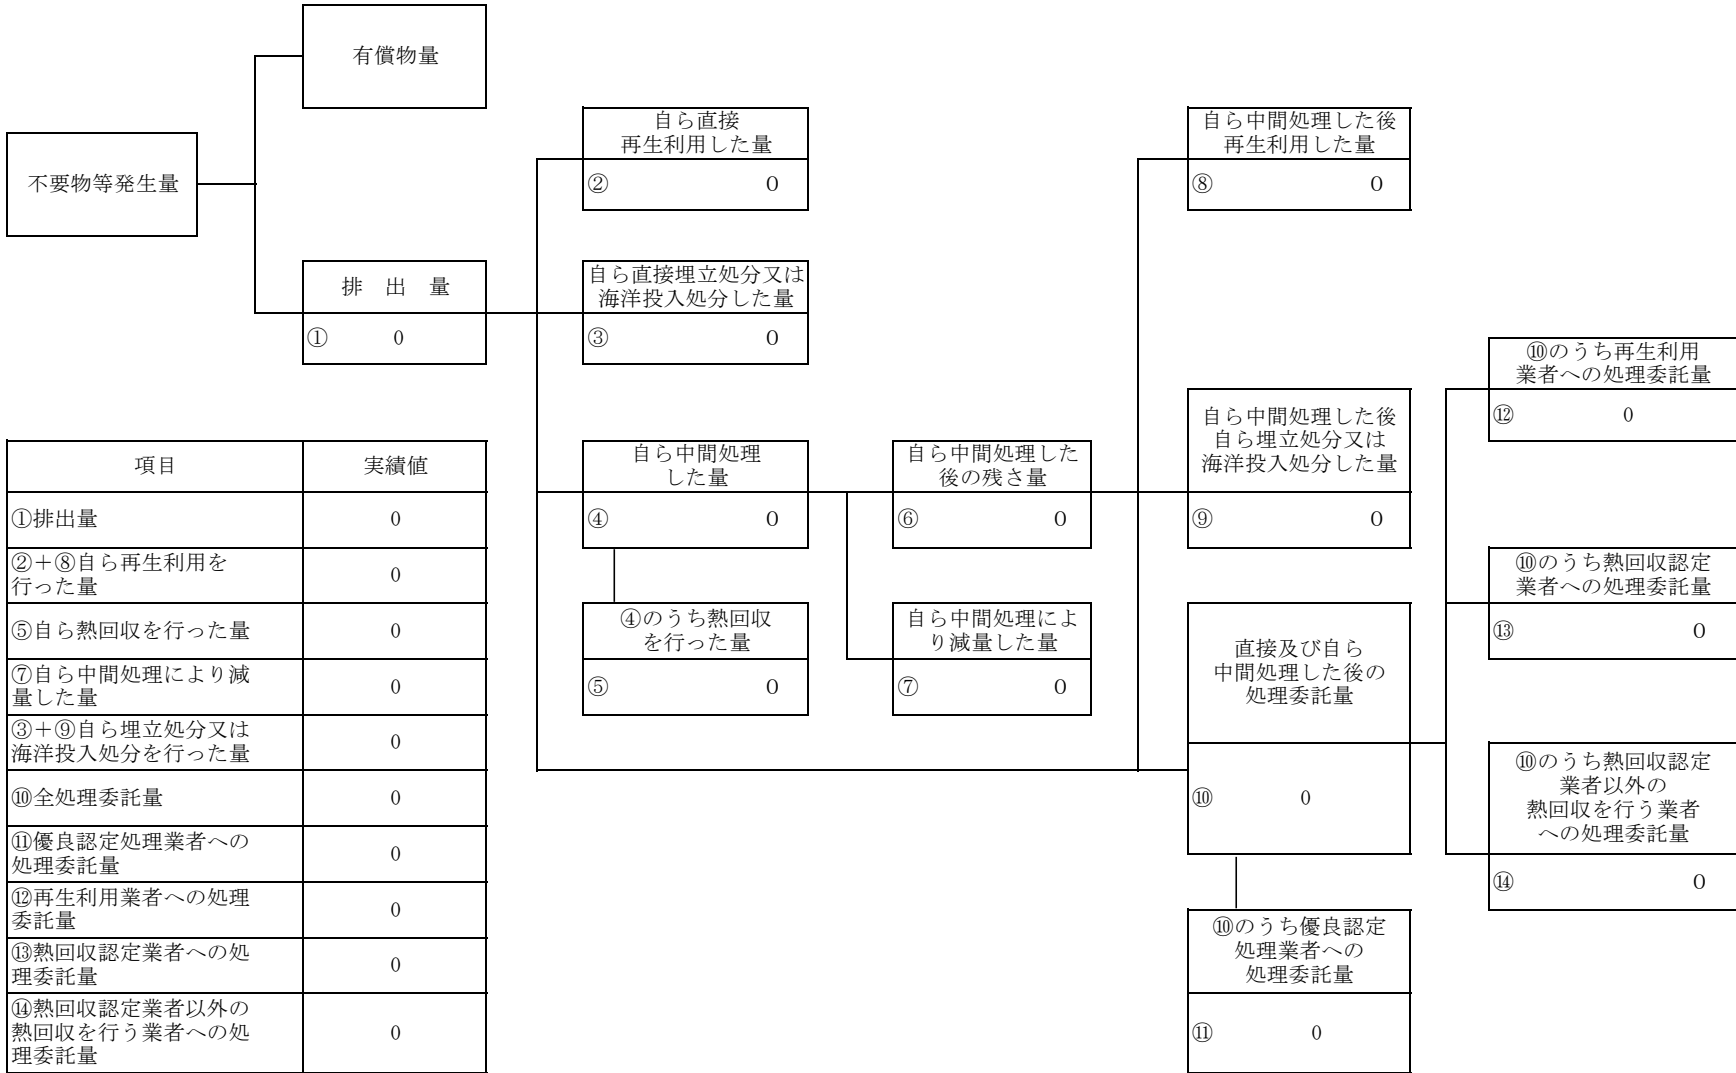 有償物量
不要物等発生量
排　出　量
① 0
自ら直接
再生利用した量
② 0
自ら直接埋立処分又は
海洋投入処分した量
③ 0
自ら中間処理
した量
④ 0
④のうち熱回収
を行った量
⑤ 0
自ら中間処理した
後の残さ量
⑥ 0
自ら中間処理によ
り減量した量
⑦ 0
自ら中間処理した後
再生利用した量
⑧ 0
自ら中間処理した後
自ら埋立処分又は
海洋投入処分した量
⑨ 0
直接及び自ら
中間処理した後の
処理委託量
⑩ 0
⑩のうち優良認定
処理業者への
処理委託量
⑪ 0
⑩のうち再生利用
業者への処理委託量
⑫ 0
⑩のうち熱回収認定
業者への処理委託量
⑬ 0
⑩のうち熱回収認定
業者以外の
熱回収を行う業者
への処理委託量
⑭ 0
項目 実績値
①排出量 0
②＋⑧自ら再生利用を
行った量 0
⑤自ら熱回収を行った量 0
⑦自ら中間処理により減
量した量 0
③＋⑨自ら埋立処分又は
海洋投入処分を行った量 0
⑩全処理委託量 0
⑪優良認定処理業者への
処理委託量 0
⑫再生利用業者への処理
委託量 0
⑬熱回収認定業者への処
理委託量 0
⑭熱回収認定業者以外の
熱回収を行う業者への処
理委託量 0